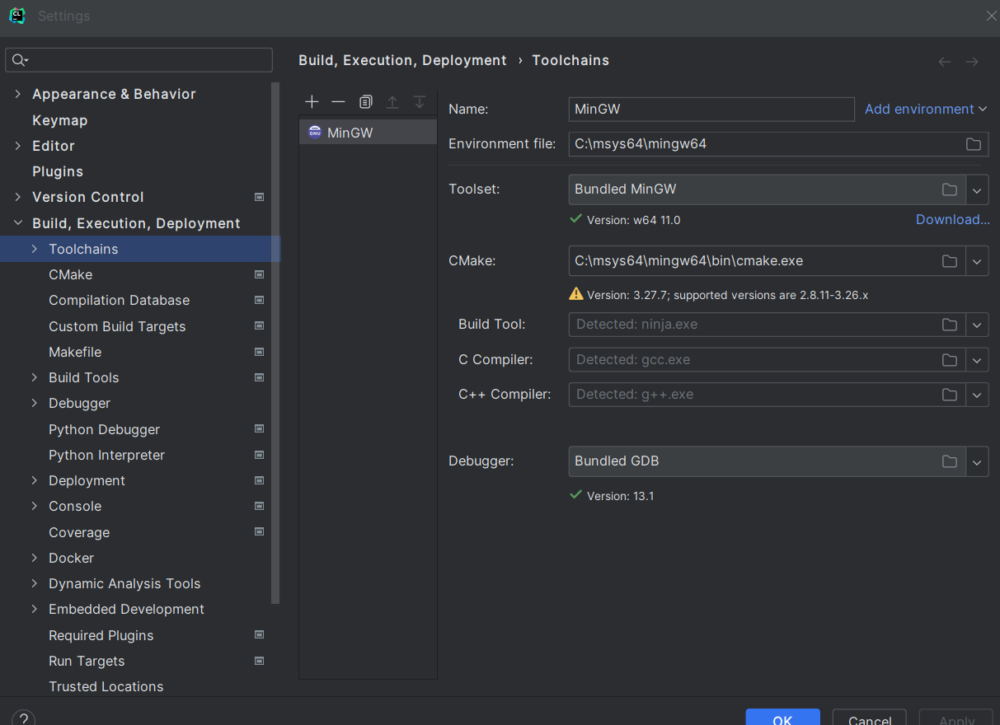 CL
Settings
Appearance & Behavior
Keymap
Editor
Plugins
Version Control
Build, Execution, Deployment
Toolchains
CMake
Compilation Database
Custom Build Targets
Makefile
Build Tools
Debugger
Python Debugger
Python Interpreter
Deployment
Console
Coverage
Docker
Dynamic Analysis Tools
Embedded Development
Required Plugins
Run Targets
Trusted Locations
?
Build, Execution, Deployment › Toolchains
GNU MinGW
Name: MinGW Add environment
Environment file: C:\msys64\mingw64
Toolset: Bundled MinGW
Version: w64 11.0 Download...
CMake: C:\msys64\mingw64\bin\cmake.exe
Version: 3.27.7; supported versions are 2.8.11-3.26.x
Build Tool: Detected: ninja.exe
C Compiler: Detected: gcc.exe
C++ Compiler: Detected: g++.exe
Debugger: Bundled GDB
Version: 13.1
OK Cancel Apply